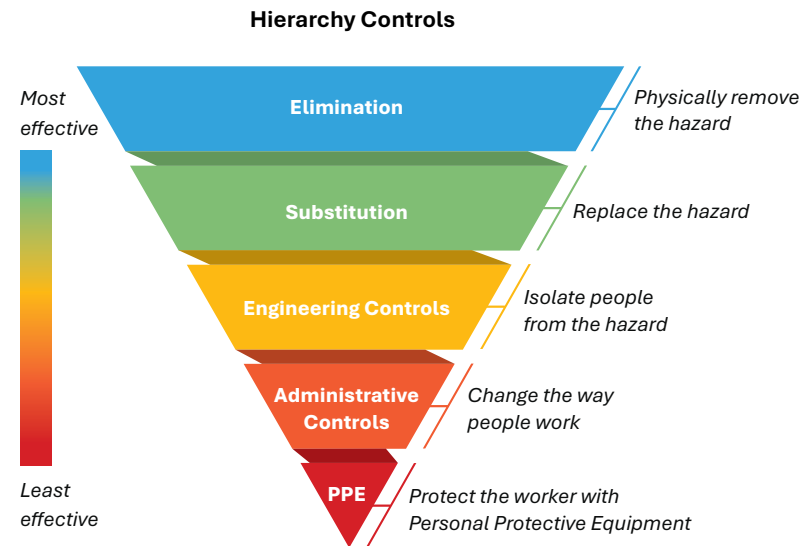 Hierarchy Controls
Most
effective
Elimination
Physically remove
the hazard
Substitution
Replace the hazard
Engineering Controls
Isolate people
from the hazard
Administrative
Controls
Change the way
people work
Least
effective
PPE
Protect the worker with
Personal Protective Equipment